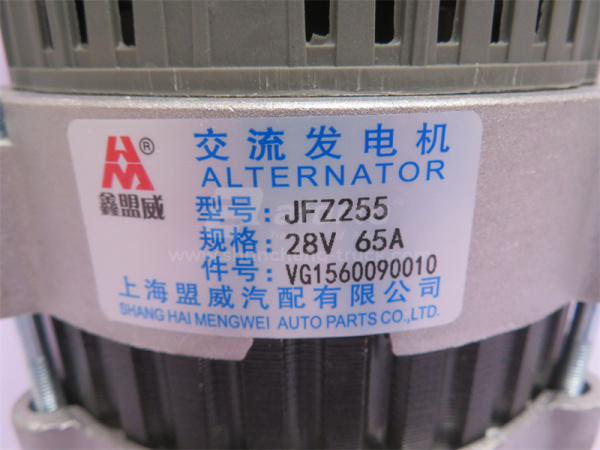 HM®
鑫盟威
交流发电机
ALTERNATOR
型号: JFZ255
规格: 28V 65A
件号: VG1560090010
上海盟威汽配有限公司
SHANG HAI MENGWEI AUTO PARTS CO.,LTD.